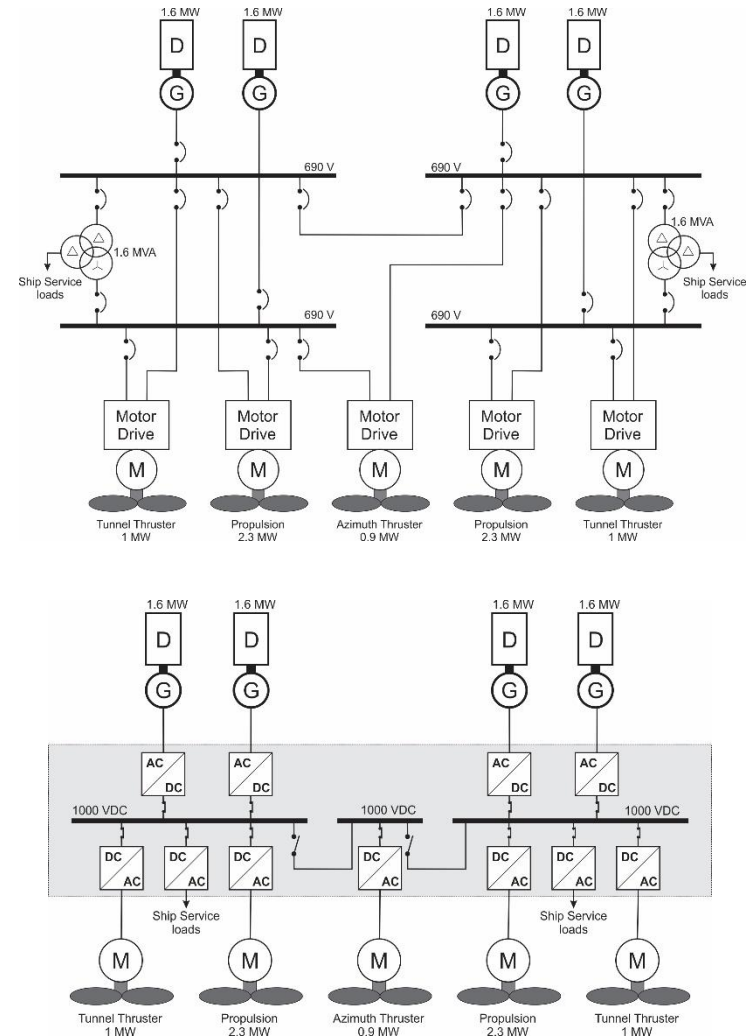 1.6 MW 1.6 MW 1.6 MW 1.6 MW
D D D D
G G G G
690 V 690 V
1.6 MVA 1.6 MVA
Ship Service
loads
Ship Service
loads
690 V 690 V
Motor
Drive
Motor
Drive
Motor
Drive
Motor
Drive
Motor
Drive
M M M M M
Tunnel Thruster
1 MW
Propulsion
2.3 MW
Azimuth Thruster
0.9 MW
Propulsion
2.3 MW
Tunnel Thruster
1 MW
1.6 MW 1.6 MW 1.6 MW 1.6 MW
D D D D
G G G G
AC
DC
AC
DC
AC
DC
AC
DC
1000 VDC 1000 VDC 1000 VDC
DC
AC
DC
AC
DC
AC
DC
AC
DC
AC
DC
AC
DC
AC
Ship Service
loads
Ship Service
loads
M M M M M
Tunnel Thruster
1 MW
Propulsion
2.3 MW
Azimuth Thruster
0.9 MW
Propulsion
2.3 MW
Tunnel Thruster
1 MW